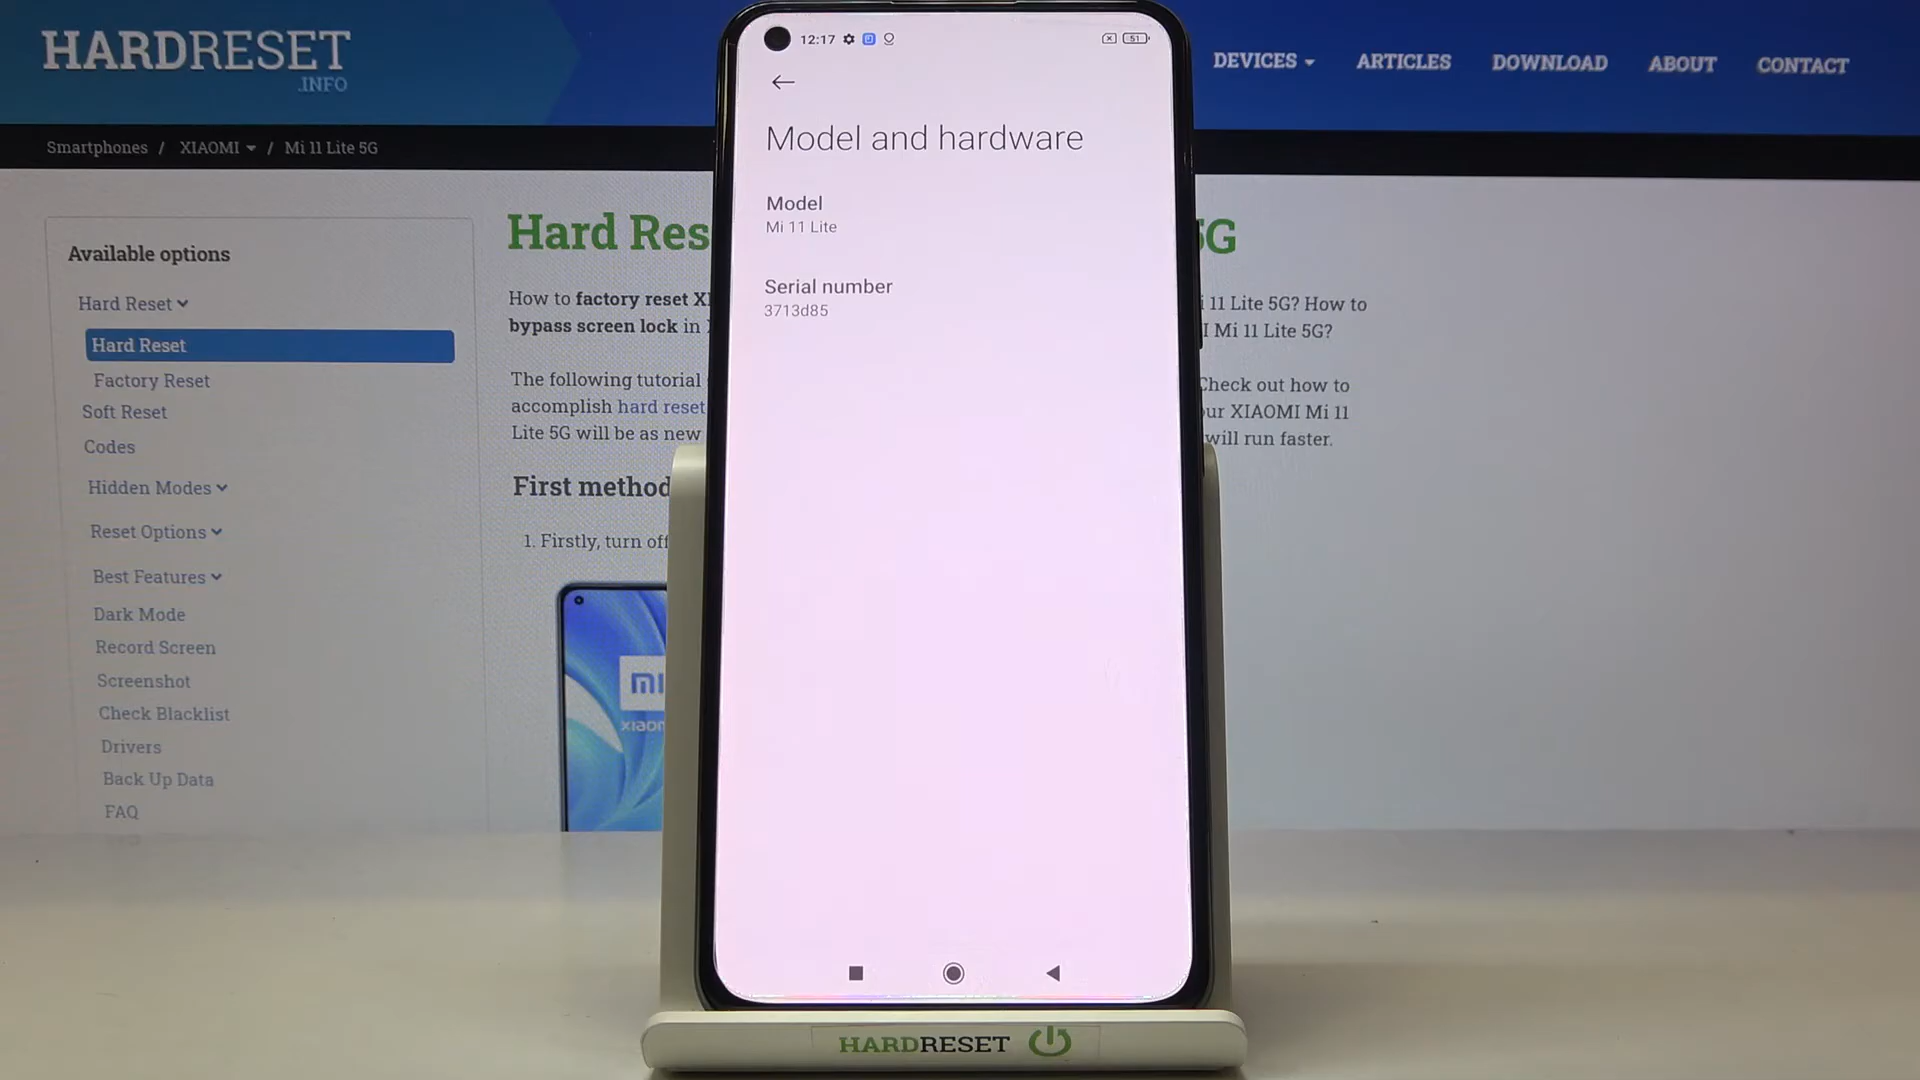 HARDRESET
.INFO
DEVICES
ARTICLES
DOWNLOAD
ABOUT
CONTACT
Smartphones / XIAOMI / Mi 11 Lite 5G
Available options
Hard Reset
Hard Reset
Factory Reset
Soft Reset
Codes
Hidden Modes
Reset Options
Best Features
Dark Mode
Record Screen
Screenshot
Check Blacklist
Drivers
Back Up Data
FAQ
Hard Res
5G
How to factory reset XI
i 11 Lite 5G? How to
bypass screen lock in
I Mi 11 Lite 5G?
The following tutorial
Check out how to
accomplish hard reset
ur XIAOMI Mi 11
Lite 5G will be as new
will run faster.
First method
1. Firstly, turn off
mi
12:17
51
Model and hardware
Model
Mi 11 Lite
Serial number
3713d85
HARDRESET